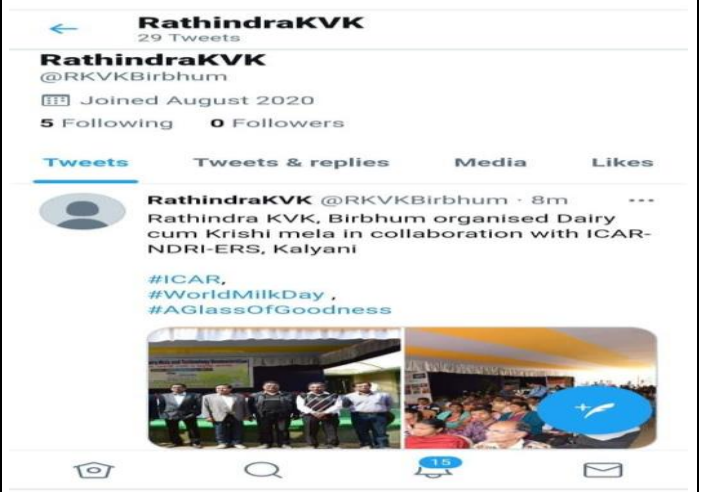 RathindraKVK
29 Tweets
RathindraKVK
@RKVKBirbhum
Joined August 2020
5 Following 0 Followers
Tweets Tweets & replies Media Likes
RathindraKVK @RKVKBirbhum · 8m
Rathindra KVK, Birbhum organised Dairy
cum Krishi mela in collaboration with ICAR-
NDRI-ERS, Kalyani
#ICAR,
#WorldMilkDay ,
#AGlassOfGoodness
15